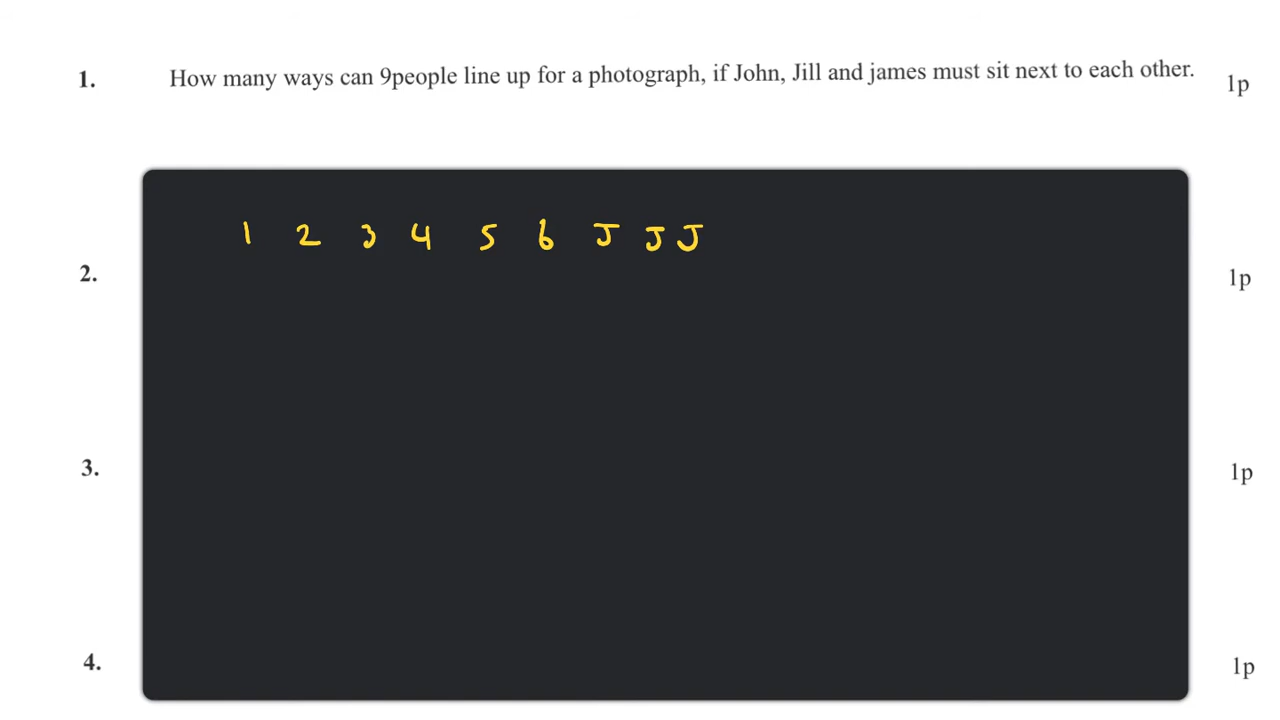 1. How many ways can 9people line up for a photograph, if John, Jill and james must sit next to each other. 1p
1 2 3 4 5 6 J J J
2. 1p
3. 1p
4. 1p